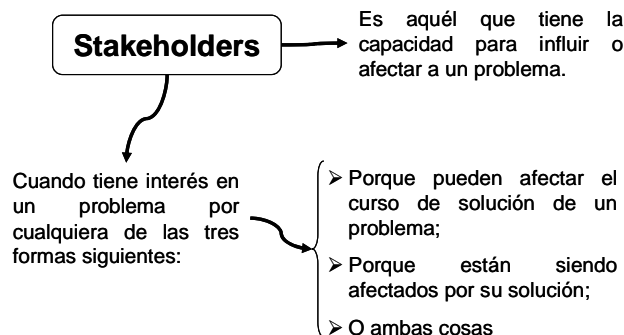 Stakeholders
Es aquél que tiene la
capacidad para influir o
afectar a un problema.
Cuando tiene interés en
un problema por
cualquiera de las tres
formas siguientes:
➢ Porque pueden afectar el
curso de solución de un
problema;
➢ Porque están siendo
afectados por su solución;
➢ O ambas cosas